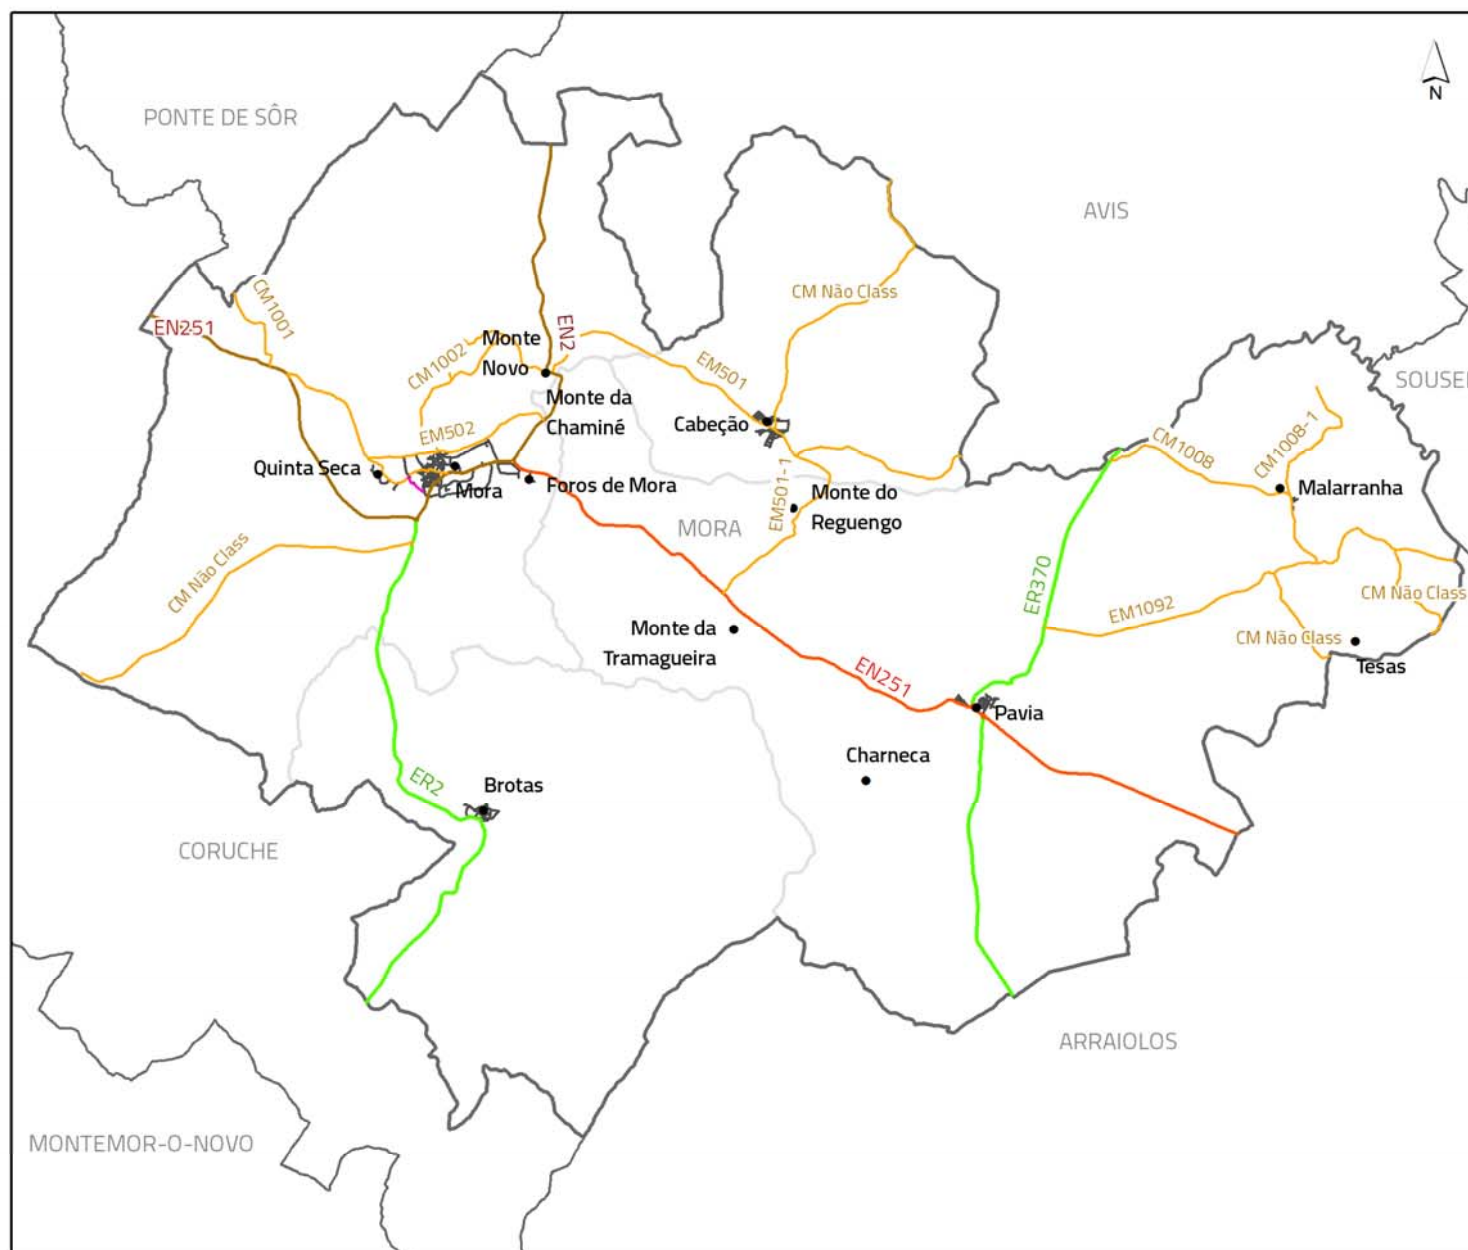 N
PONTE DE SÔR
AVIS
CM1001
CM Não Class
EN251
EN2
Monte
Novo
CM1002
EM501
SOUSEL
Monte da
Chaminé
Cabeção
EM502
CM1008
CM1008-1
Quinta Seca
Mora
Foros de Mora
EM501-1
Monte do
Reguengo
Malarranha
MORA
CM Não Class
ER370
EM1092
CM Não Class
CM Não Class
Monte da
Tramagueira
Tesas
EN251
Pavia
Charneca
ER2
Brotas
CORUCHE
ARRAIOLOS
MONTEMOR-O-NOVO